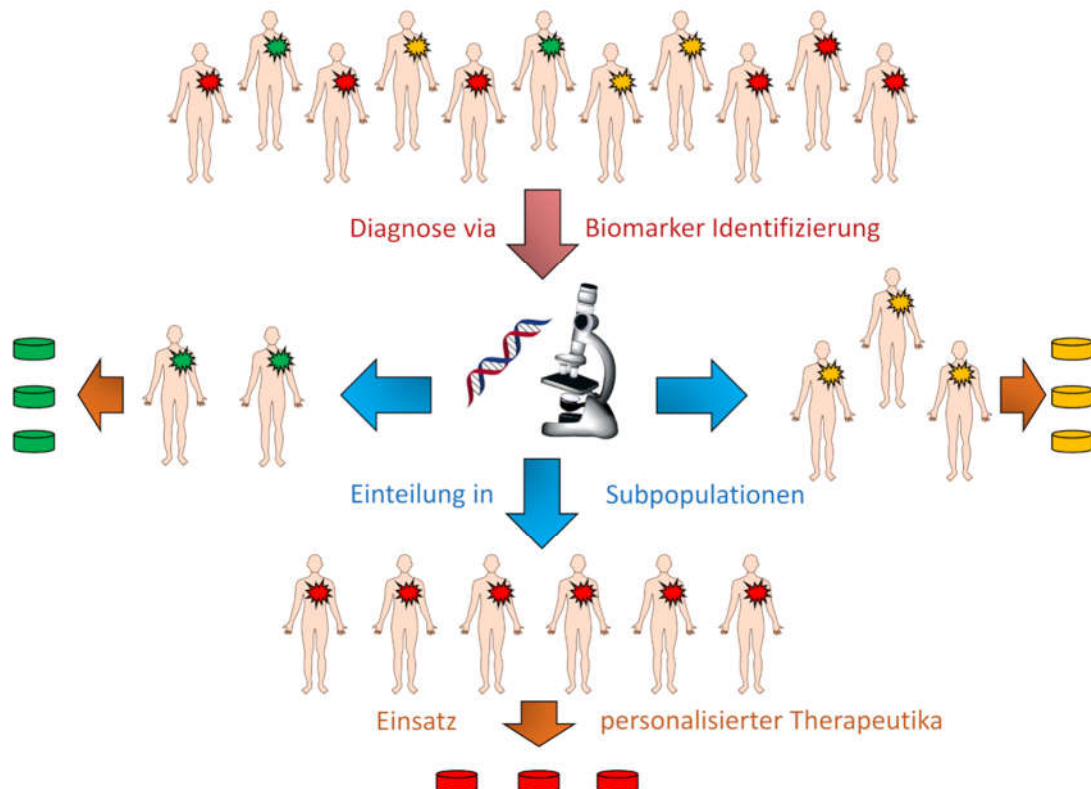 Diagnose via Biomarker Identifizierung
Einteilung in Subpopulationen
Einsatz personalisierter Therapeutika